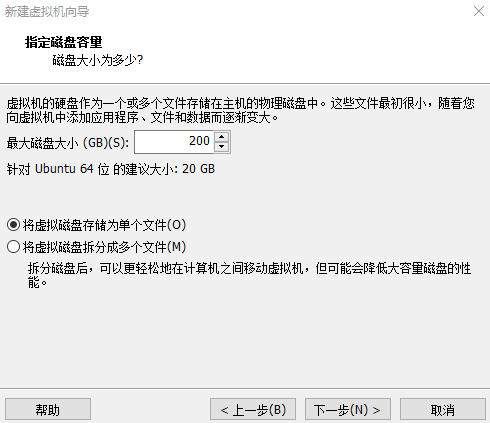 新建虚拟机向导
指定磁盘容量
磁盘大小为多少?
虚拟机的硬盘作为一个或多个文件存储在主机的物理磁盘中。这些文件最初很小，随着您
向虚拟机中添加应用程序、文件和数据而逐渐变大。
最大磁盘大小 (GB)(S): 200
针对 Ubuntu 64 位 的建议大小: 20 GB
将虚拟磁盘存储为单个文件(O)
将虚拟磁盘拆分成多个文件(M)
拆分磁盘后，可以更轻松地在计算机之间移动虚拟机，但可能会降低大容量磁盘的性
能。
帮助 < 上一步(B) 下一步(N) > 取消